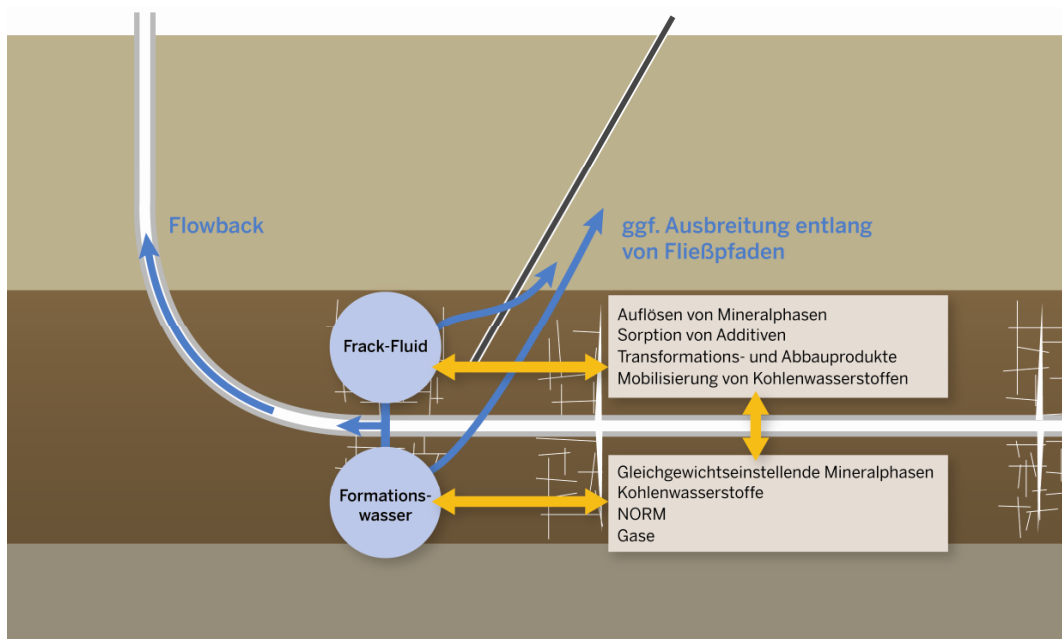 Flowback
ggf. Ausbreitung entlang
von Fließpfaden
Frack-Fluid
Auflösen von Mineralphasen
Sorption von Additiven
Transformations- und Abbauprodukte
Mobilisierung von Kohlenwasserstoffen
Formations-
wasser
Gleichgewichtseinstellende Mineralphasen
Kohlenwasserstoffe
NORM
Gase